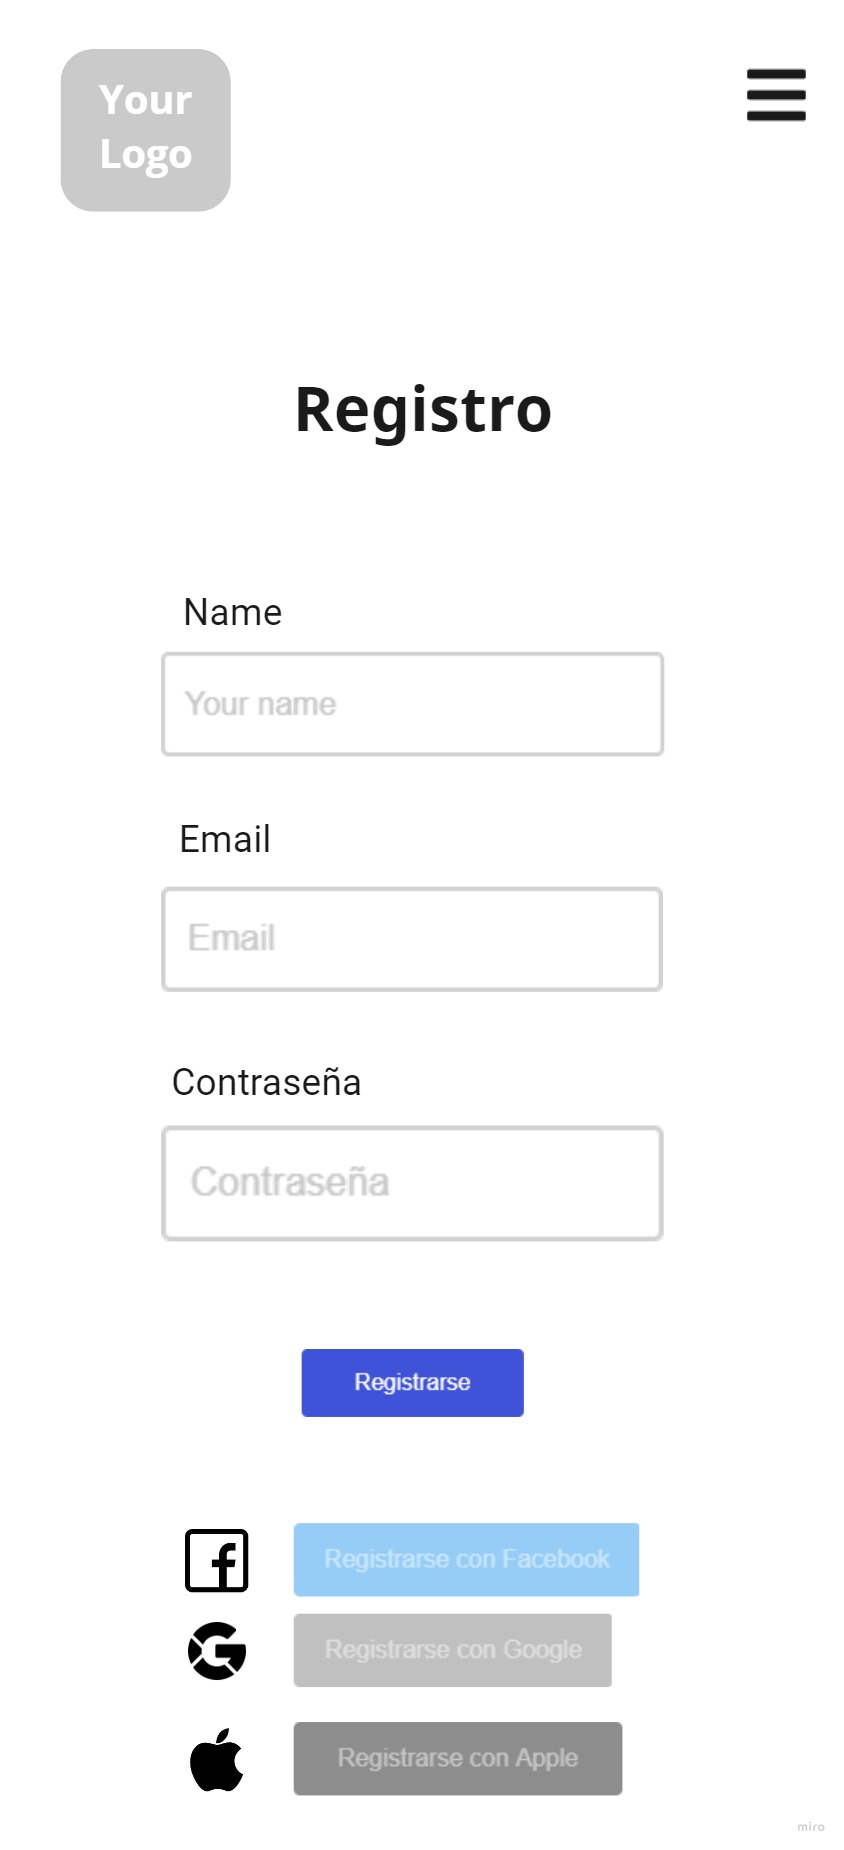 Your
Logo
Registro
Name
Your name
Email
Email
Contraseña
Contraseña
Registrarse
Registrarse con Facebook
Registrarse con Google
Registrarse con Apple
miro